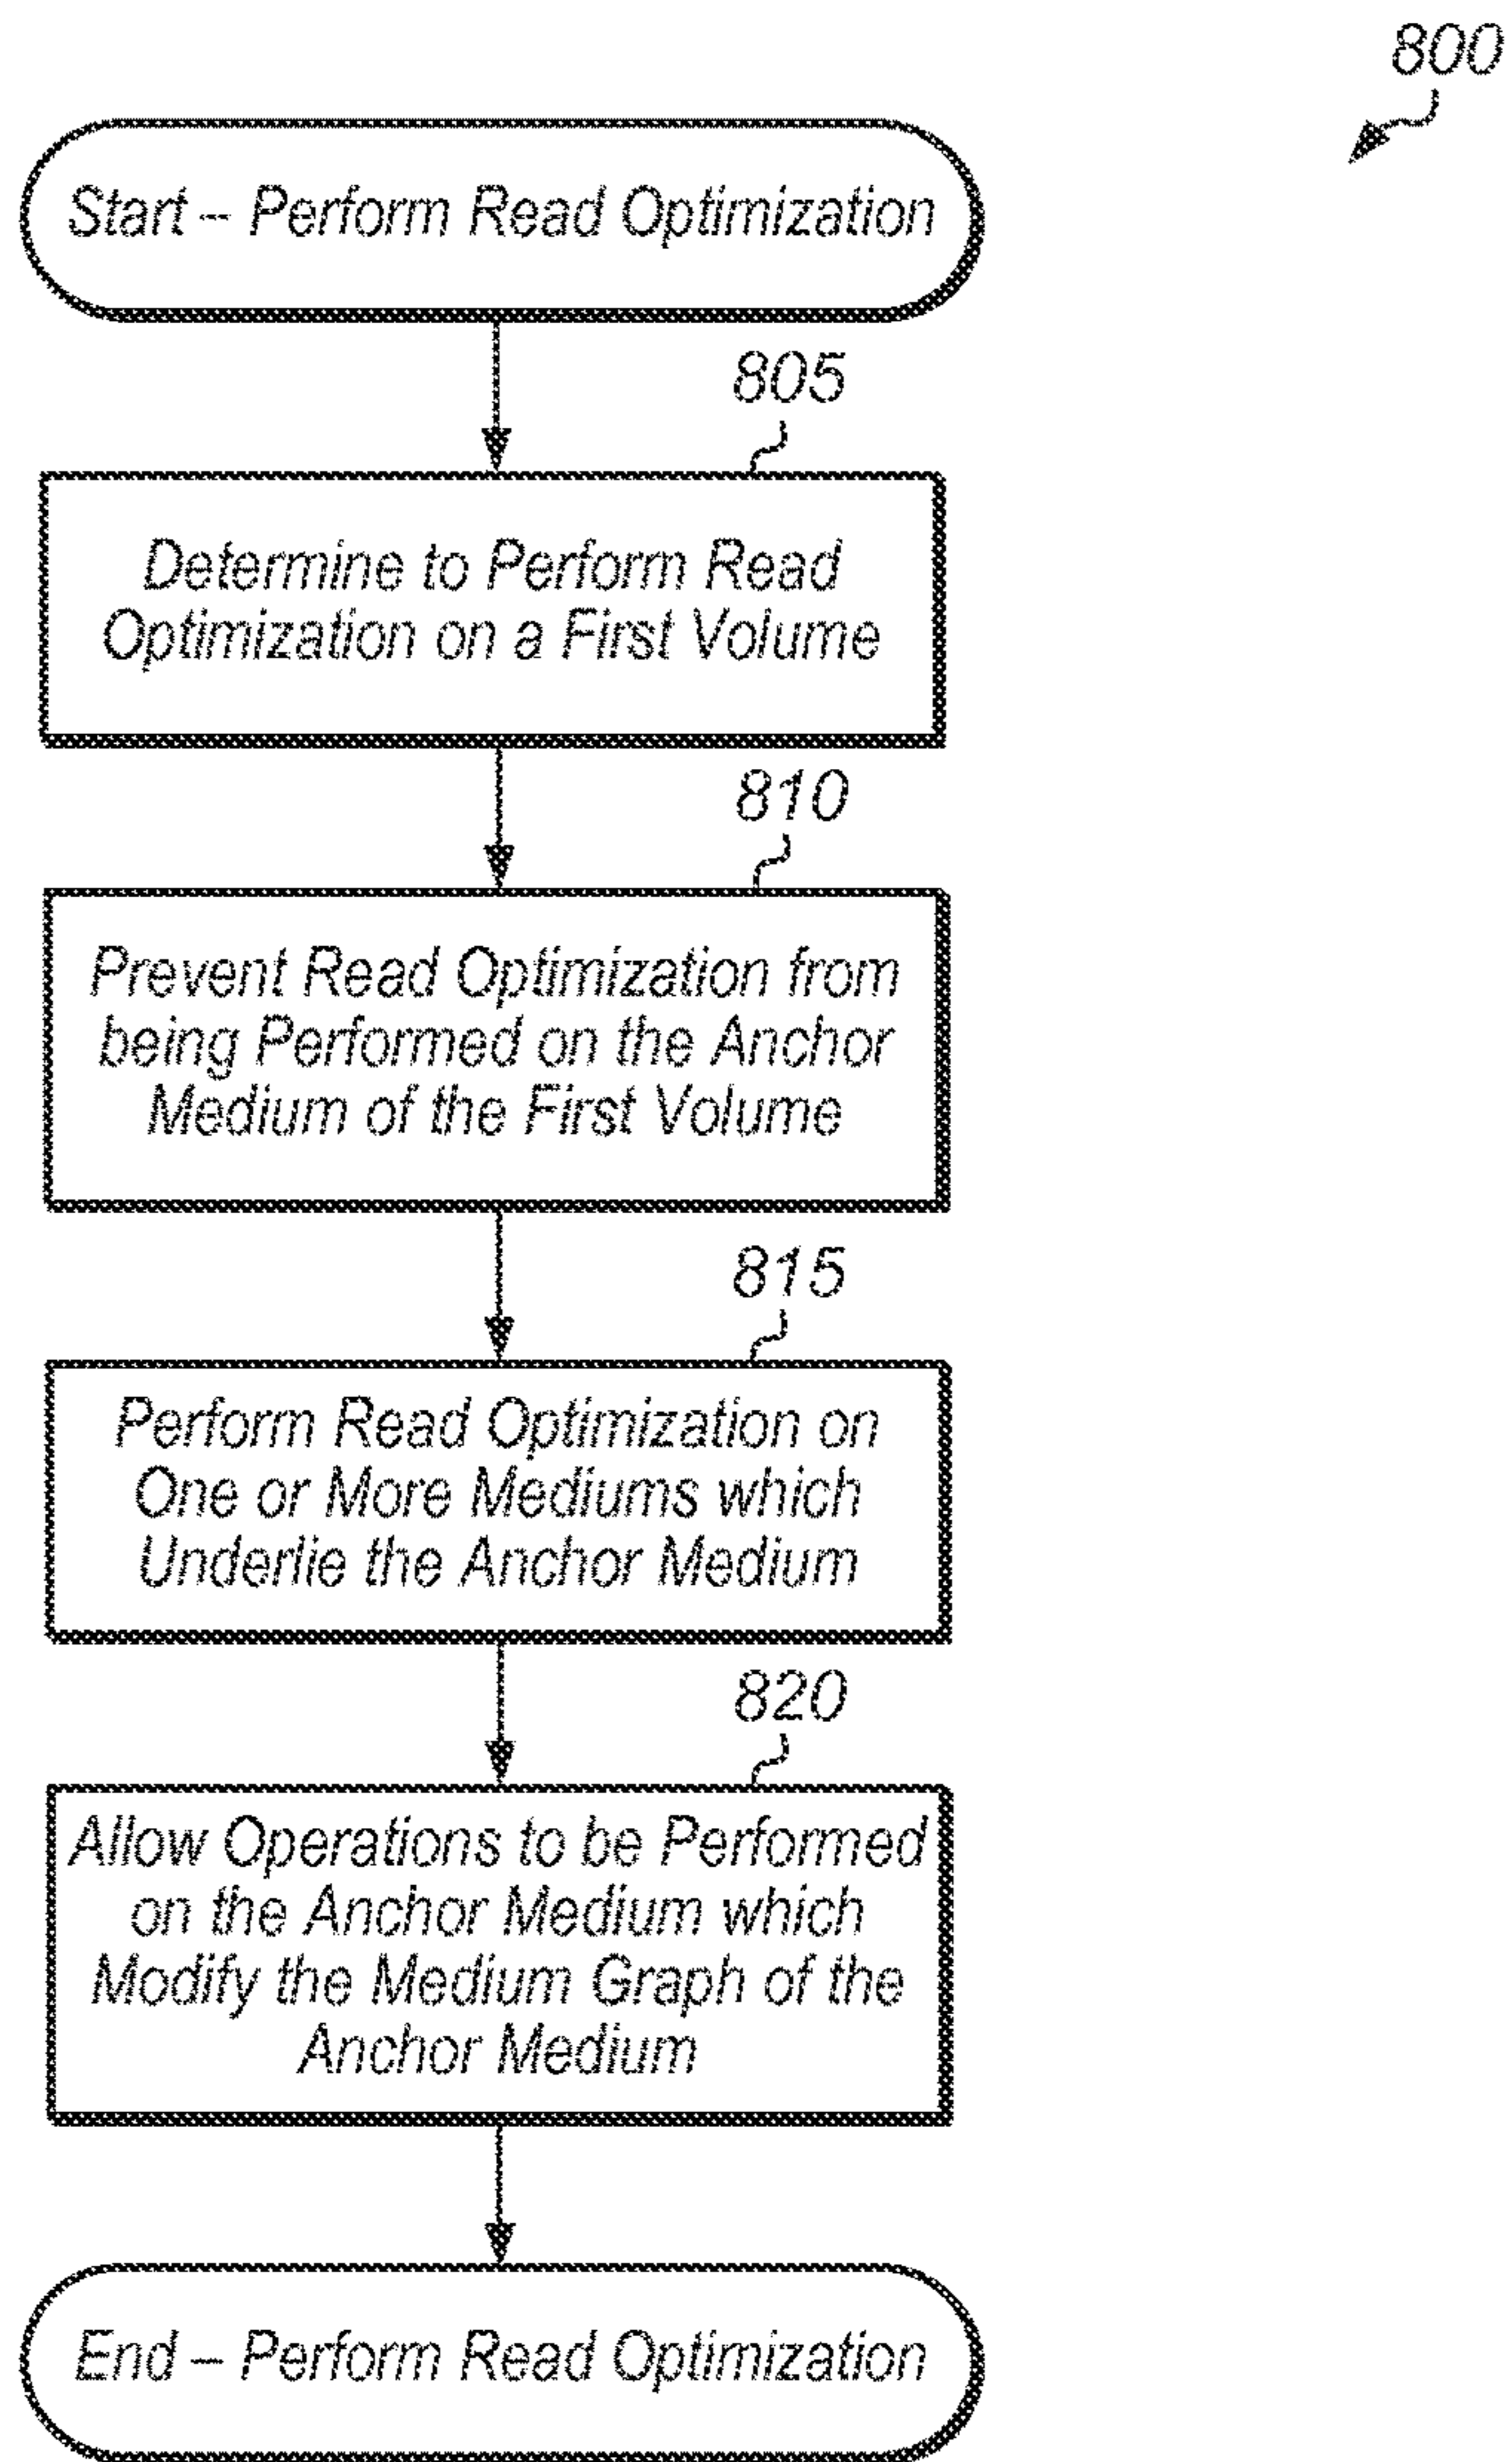 800
Start – Perform Read Optimization
805
Determine to Perform Read
Optimization on a First Volume
810
Prevent Read Optimization from
being Performed on the Anchor
Medium of the First Volume
815
Perform Read Optimization on
One or More Mediums which
Underlie the Anchor Medium
820
Allow Operations to be Performed
on the Anchor Medium which
Modify the Medium Graph of the
Anchor Medium
End – Perform Read Optimization